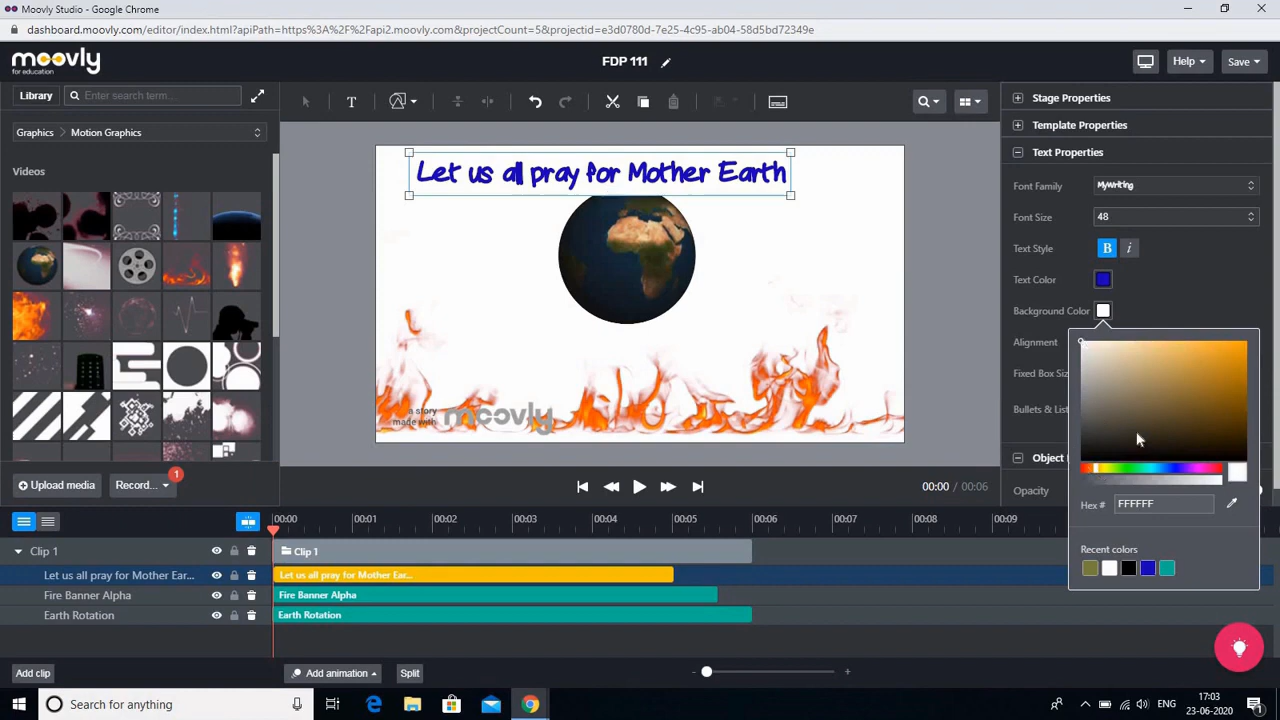 Moovly Studio - Google Chrome
dashboard.moovly.com/editor/index.html?apiPath=https%3A%2F%2Fapi2.moovly.com&projectCount=5&projectid=e3d0780d-7e25-4c95-ab04-54d5b582349e
moovly
for education
FDP 111
Help
Save
Library
Enter search term...
T
Graphics
Motion Graphics
Videos
Upload media
Record...
1
Let us all pray for Mother Earth
a story
made with
moovly
00:00 / 00:06
Stage Properties
Template Properties
Text Properties
Font Family
MyWriting
Font Size
48
Text Style
B
i
Text Color
Background Color
Alignment
Fixed Box Siz
Bullets & List
Object
Opacity
Hex #
FFFFFF
Recent colors
00:00
00:01
00:02
00:03
00:04
00:05
00:06
00:07
00:08
00:09
Clip 1
Clip 1
Let us all pray for Mother Ear...
Let us all pray for Mother Ear...
Fire Banner Alpha
Fire Banner Alpha
Earth Rotation
Earth Rotation
Add clip
Add animation
Split
-
+
Search for anything
ENG
17:03
23-06-2020
1